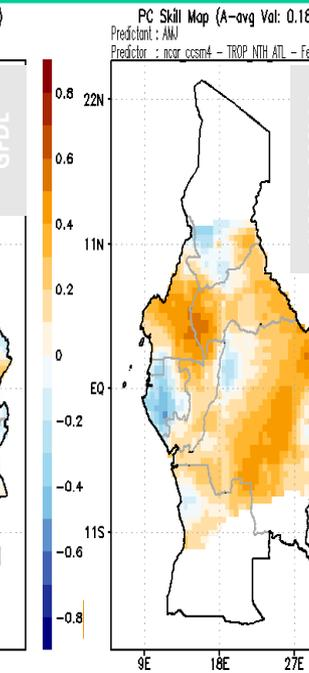 )
PC Skill Map (A-avg Val: 0.18
Predictant : AMJ
Predictor : ncar_ccsm4 - TROP_NTH_ATL - Fe
GFDL
0.8
0.6
0.4
0.2
0
-0.2
-0.4
-0.6
-0.8
22N
11N
EQ
11S
9E 18E 27E